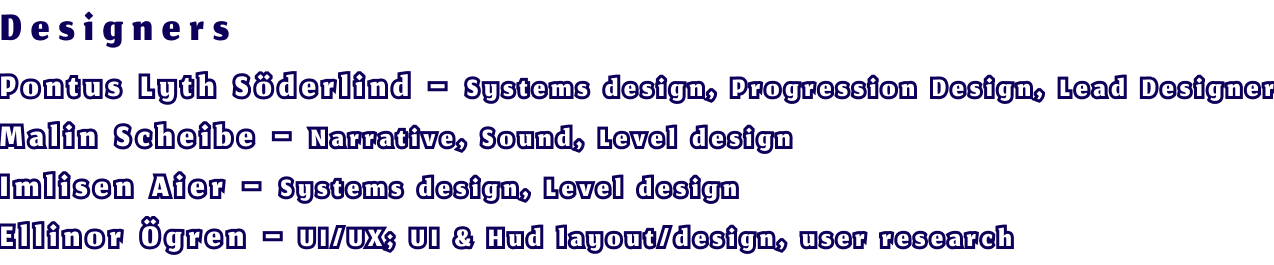 Designers
Pontus Lyth Söderlind - Systems design, Progression Design, Lead Designer
Malin Scheibe - Narrative, Sound, Level design
Imlisen Aier - Systems design, Level design
Ellinor Ögren - UI/UX; UI & Hud layout/design, user research